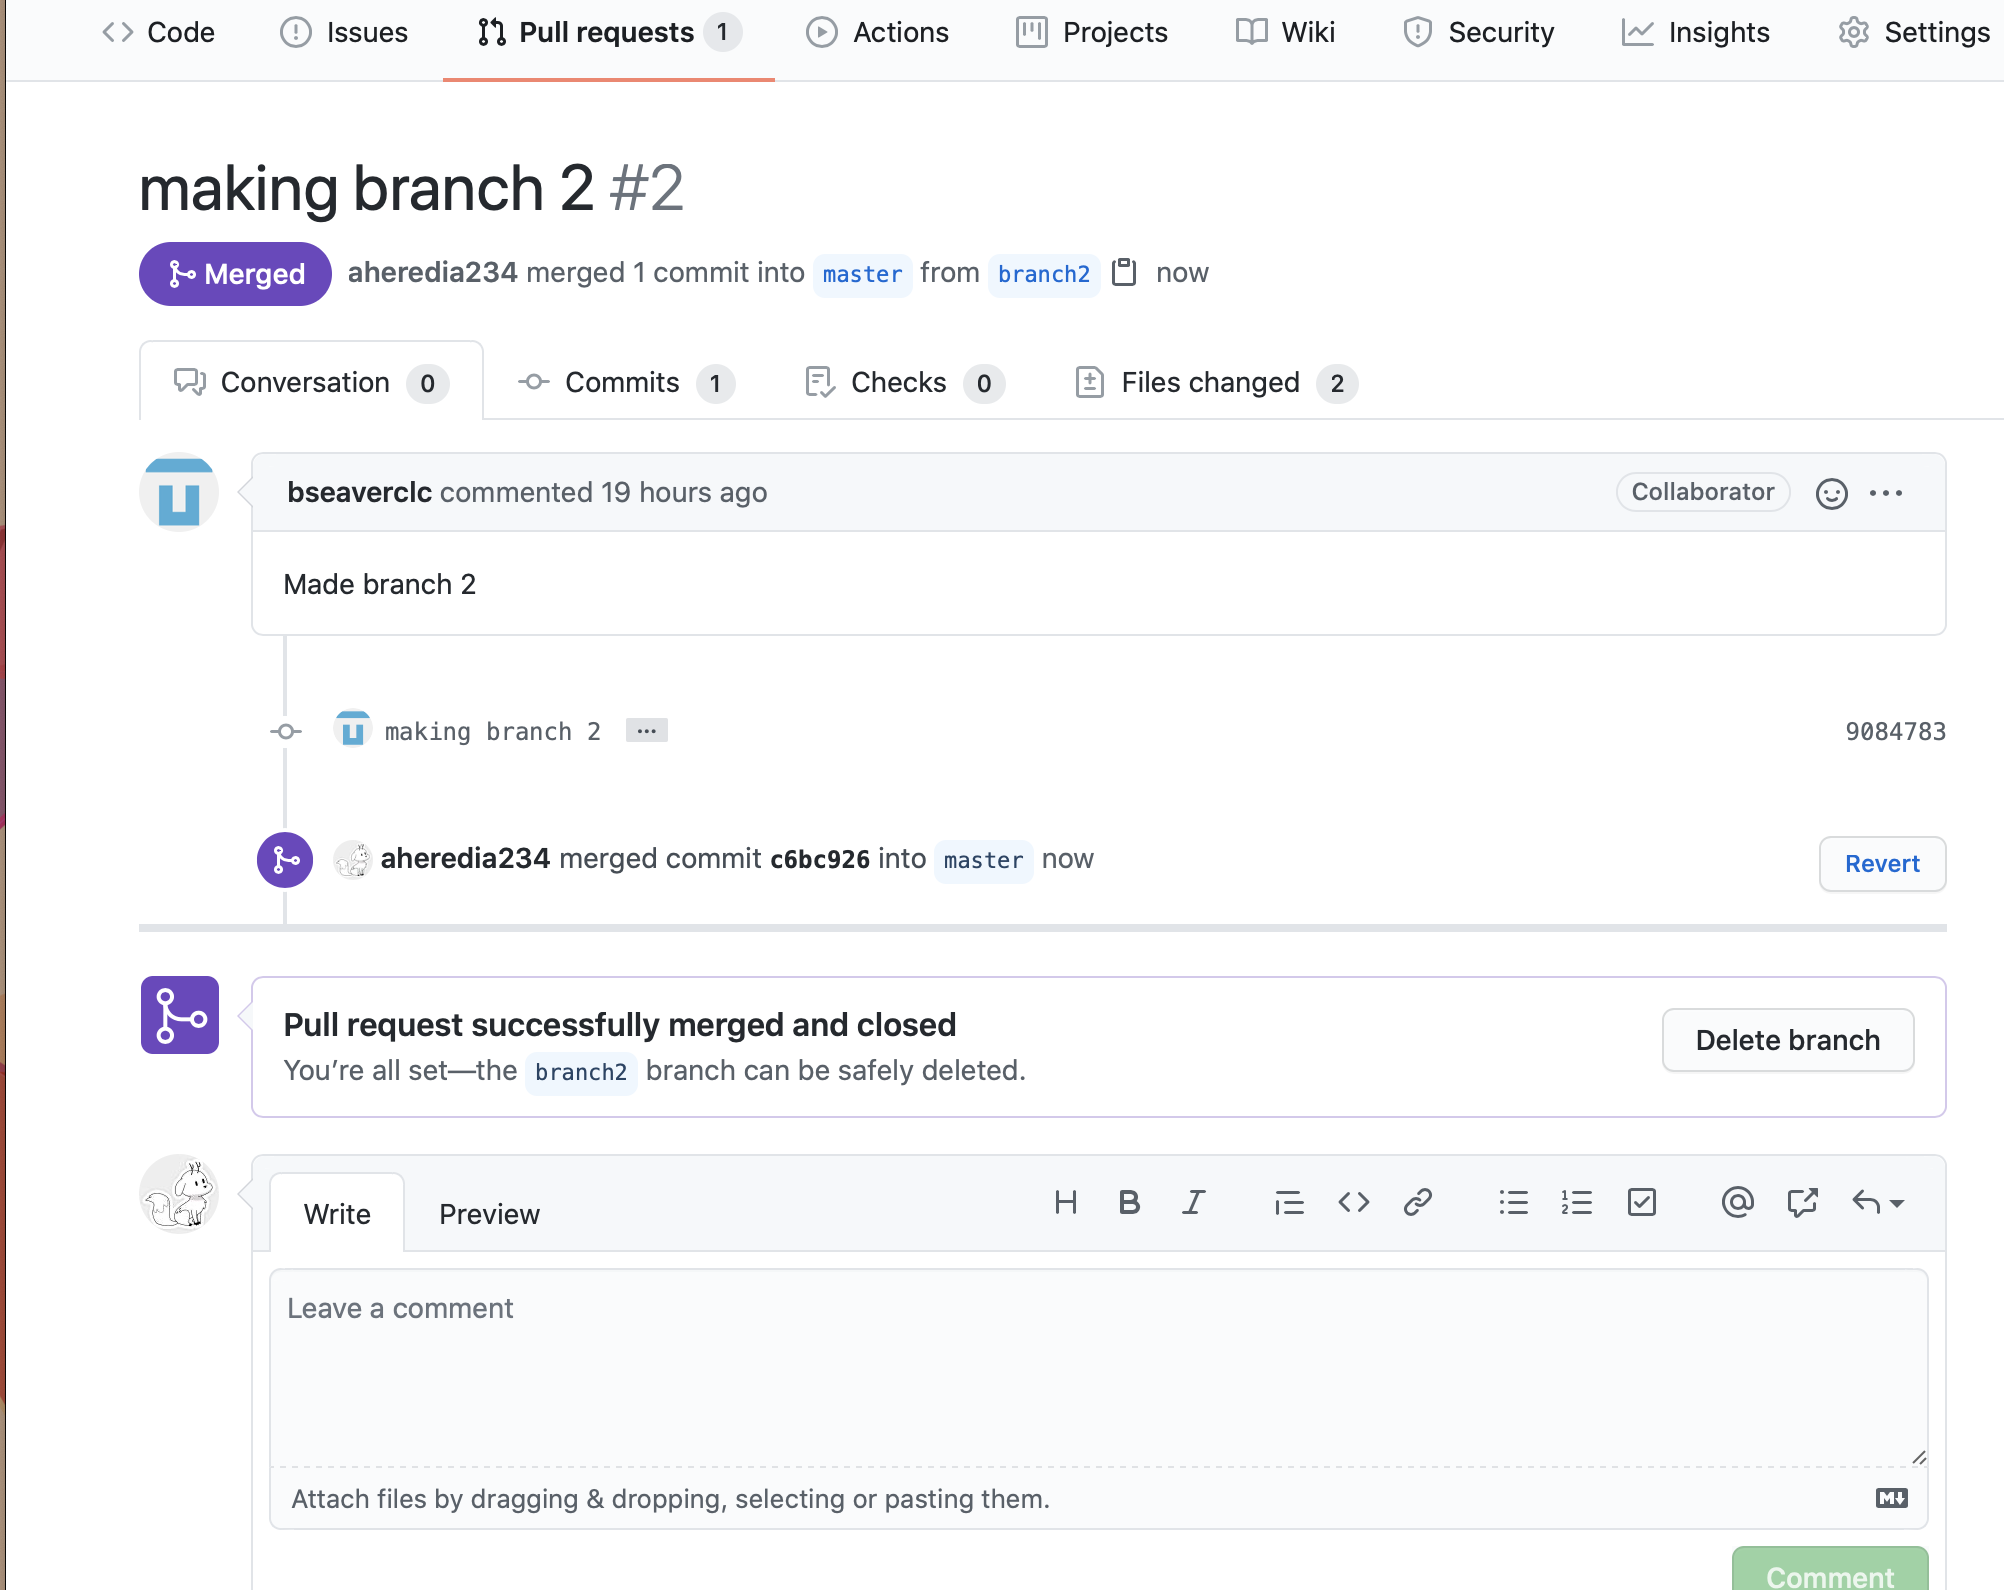 Code Issues Pull requests 1 Actions Projects Wiki Security Insights Settings
making branch 2 #2
Merged aheredia234 merged 1 commit into master from branch2 now
Conversation 0 Commits 1 Checks 0 Files changed 2
bseaverclc commented 19 hours ago Collaborator
Made branch 2
making branch 2 ... 9084783
aheredia234 merged commit c6bc926 into master now Revert
Pull request successfully merged and closed
You’re all set—the branch2 branch can be safely deleted.
Delete branch
Write Preview
Leave a comment
Attach files by dragging & dropping, selecting or pasting them.
Comment